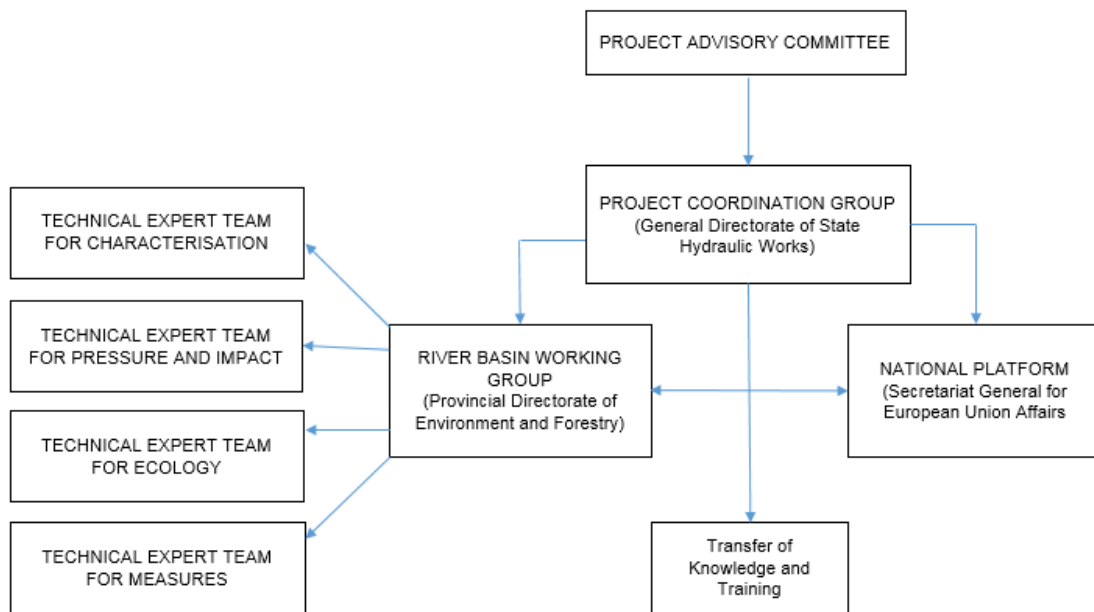 PROJECT ADVISORY COMMITTEE
PROJECT COORDINATION GROUP
(General Directorate of State
Hydraulic Works)
TECHNICAL EXPERT TEAM
FOR CHARACTERISATION
TECHNICAL EXPERT TEAM
FOR PRESSURE AND IMPACT
TECHNICAL EXPERT TEAM
FOR ECOLOGY
TECHNICAL EXPERT TEAM
FOR MEASURES
RIVER BASIN WORKING
GROUP
(Provincial Directorate of
Environment and Forestry)
NATIONAL PLATFORM
(Secretariat General for
European Union Affairs
Transfer of
Knowledge and
Training